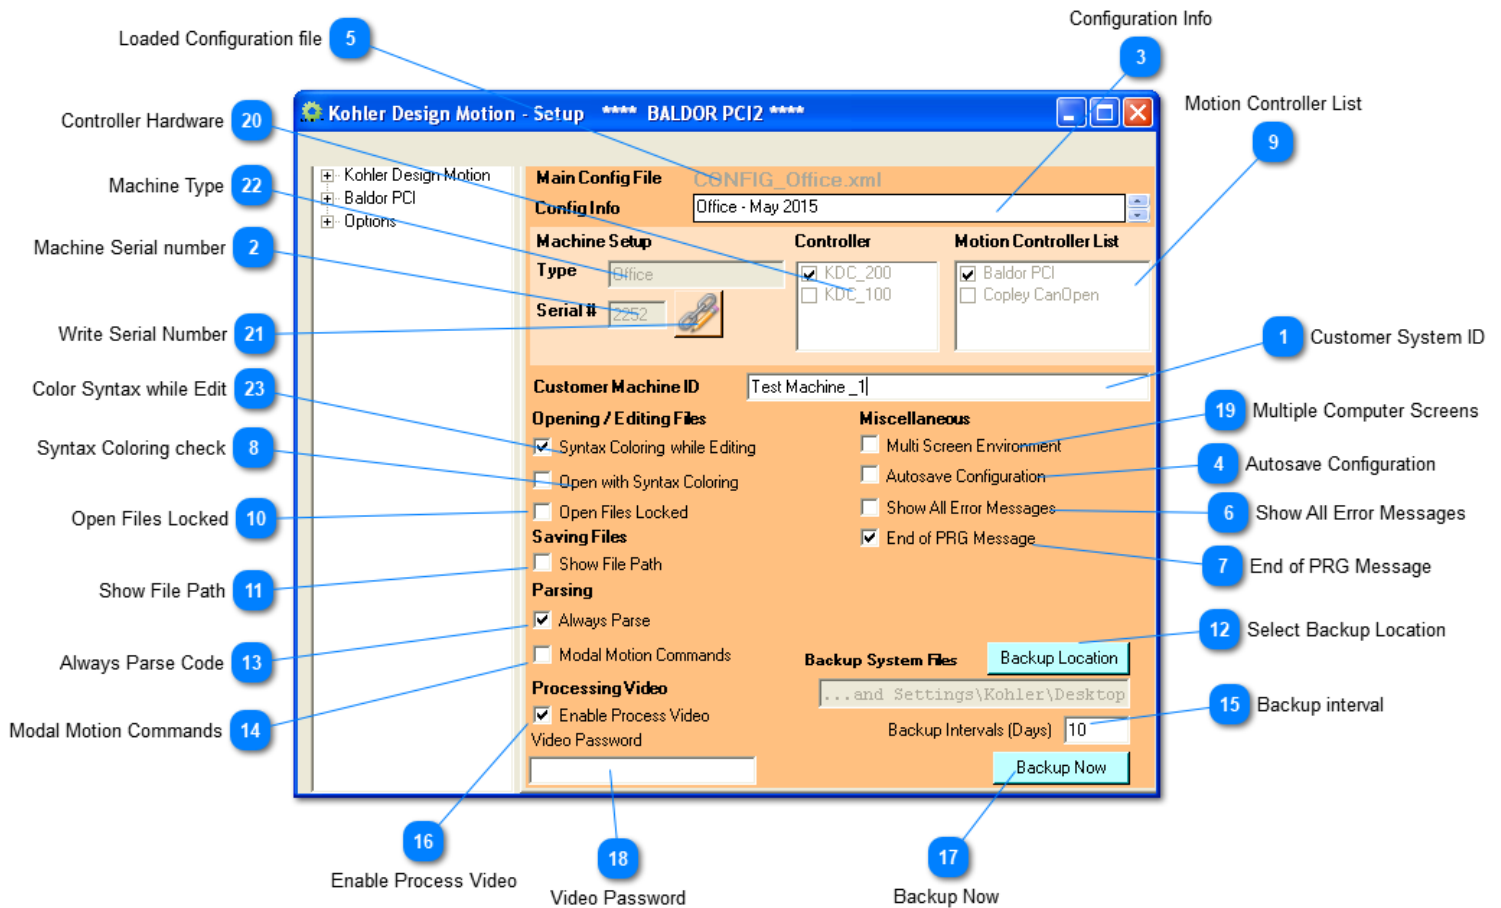 Configuration Info
Loaded Configuration file 5
3
Motion Controller List
Controller Hardware 20
9
Machine Type 22
Machine Serial number 2
Write Serial Number 21
Color Syntax while Edit 23
Syntax Coloring check 8
Open Files Locked 10
Show File Path 11
Always Parse Code 13
Modal Motion Commands 14
Kohler Design Motion - Setup **** BALDOR PCI2 ****
Kohler Design Motion
Baldor PCI
Options
Main Config File CONFIG_Office.xml
Config Info Office - May 2015
Machine Setup
Type Office
Serial # 2252
Controller
KDC_200
KDC_100
Motion Controller List
Baldor PCI
Copley CanOpen
Customer Machine ID Test Machine _1
Opening / Editing Files
Syntax Coloring while Editing
Open with Syntax Coloring
Open Files Locked
Saving Files
Show File Path
Parsing
Always Parse
Modal Motion Commands
Processing Video
Enable Process Video
Video Password
Miscellaneous
Multi Screen Environment
Autosave Configuration
Show All Error Messages
End of PRG Message
Backup System Files Backup Location
...and Settings\Kohler\Desktop
Backup Intervals (Days) 10
Backup Now
1 Customer System ID
19 Multiple Computer Screens
4 Autosave Configuration
6 Show All Error Messages
7 End of PRG Message
12 Select Backup Location
15 Backup interval
16
Enable Process Video
18
Video Password
17
Backup Now